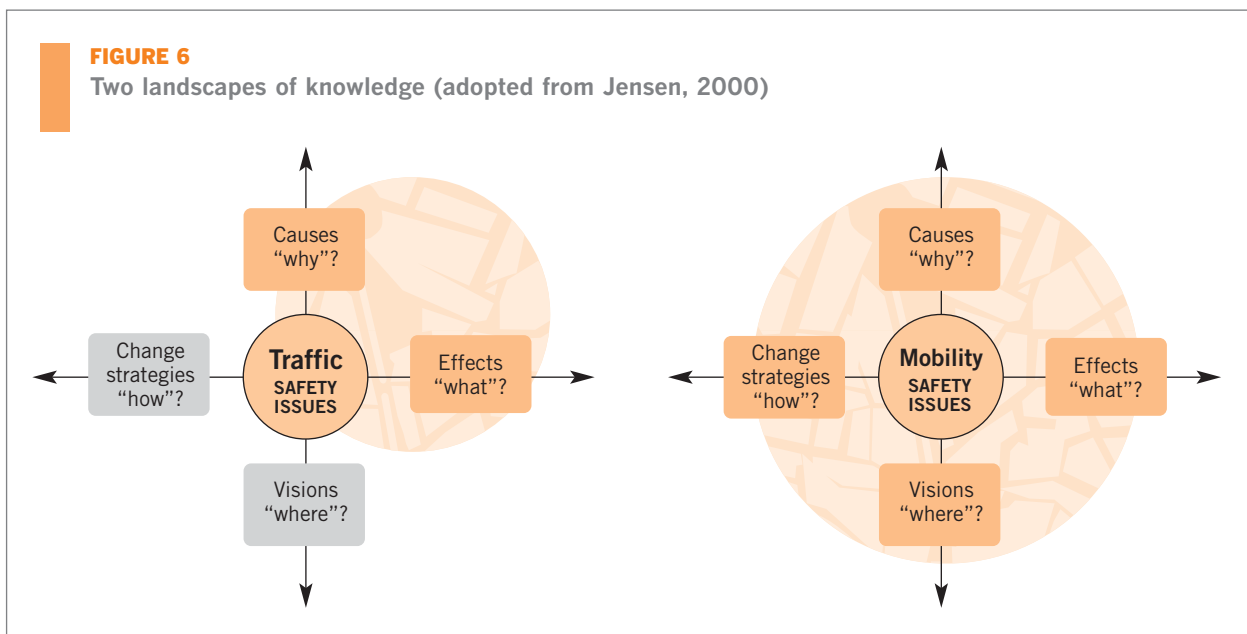 FIGURE 6
Two landscapes of knowledge (adopted from Jensen, 2000)
Causes
“why”?
Change
strategies
“how”?
Traffic
SAFETY
ISSUES
Effects
“what”?
Visions
“where”?
Causes
“why”?
Change
strategies
“how”?
Mobility
SAFETY
ISSUES
Effects
“what”?
Visions
“where”?